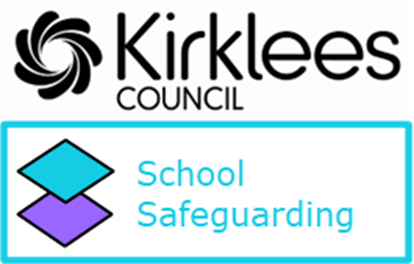 Kirklees
COUNCIL
School
Safeguarding